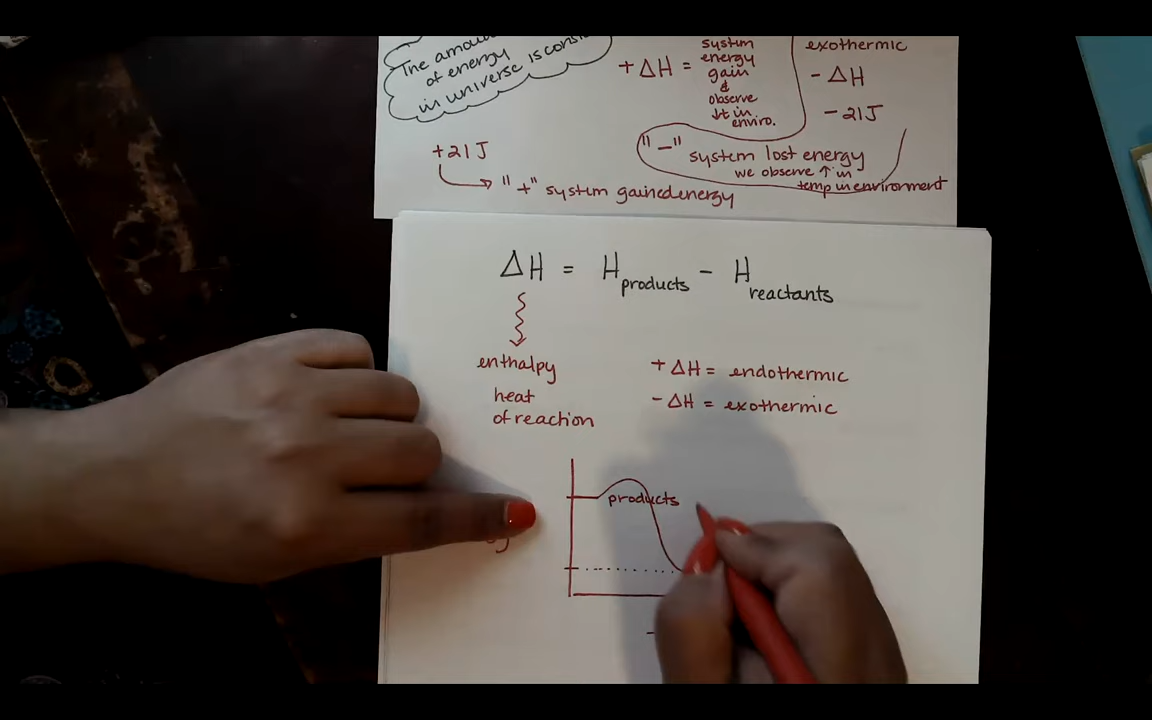 The
of energy
in universe is
+ ΔH =
system
energy
gain
&
observe
↓t in
enviro.
exothermic
- ΔH
- 21J
+21J
"+" system gained energy
"-" system lost energy
we observe ↑ in
temp in environment
ΔH = H products - H reactants
enthalpy
heat
of reaction
+ ΔH = endothermic
- ΔH = exothermic
products